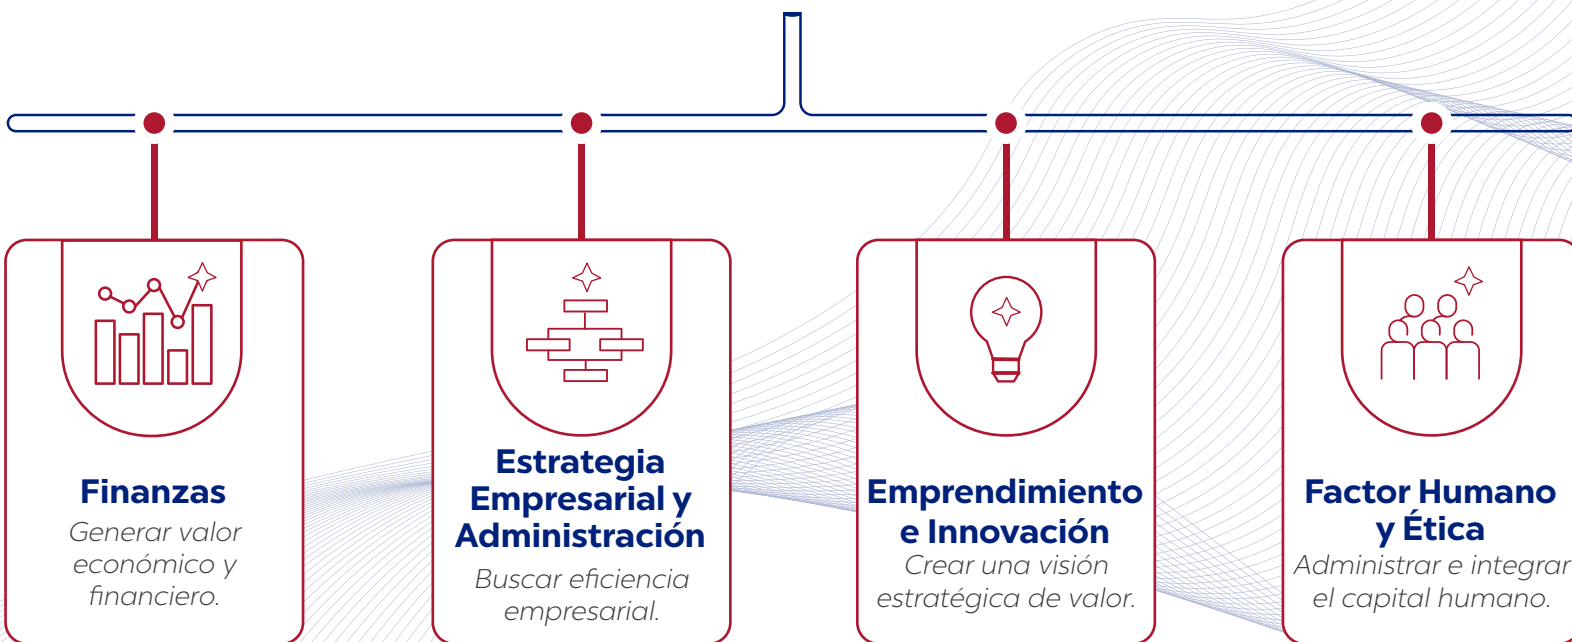 Finanzas
Generar valor
económico y
financiero.
Estrategia
Empresarial y
Administración
Buscar eficiencia
empresarial.
Emprendimiento
e Innovación
Crear una visión
estratégica de valor.
Factor Humano
y Ética
Administrar e integrar
el capital humano.